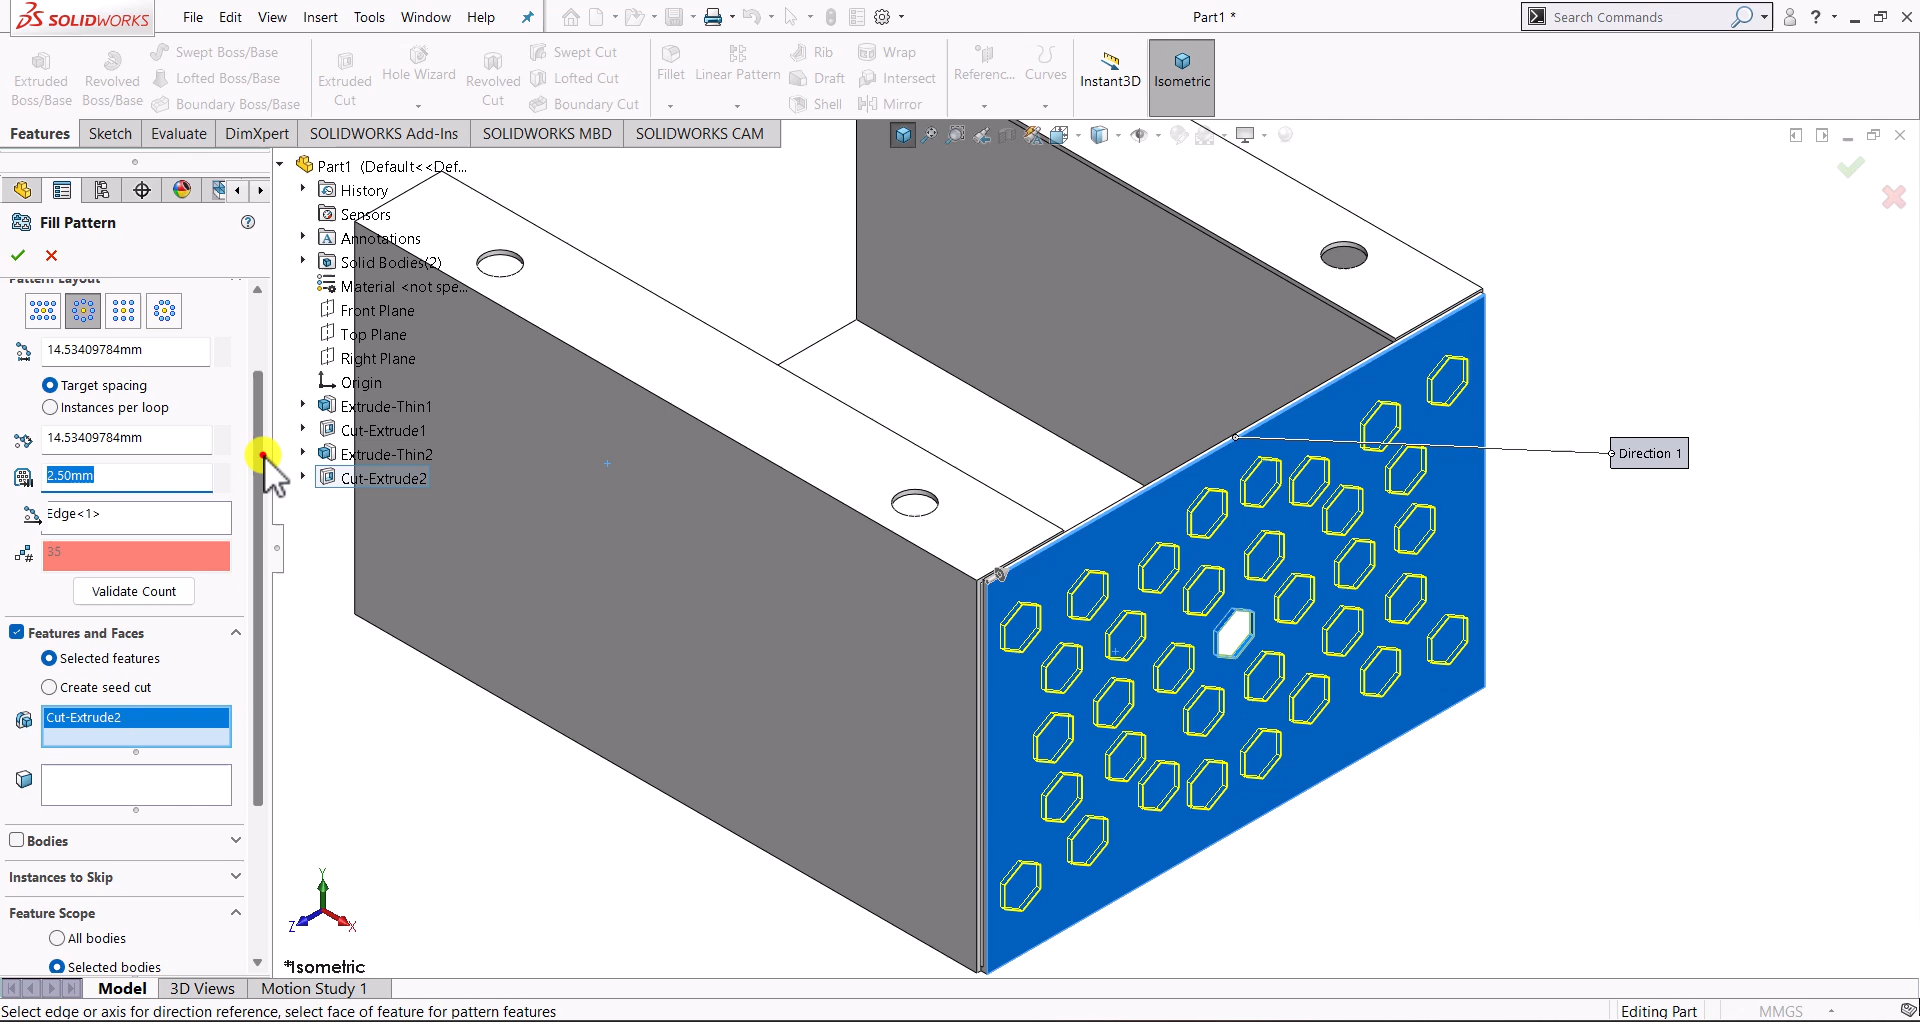 SOLIDWORKS File Edit View Insert Tools Window Help Part1 * Search Commands
Extruded Boss/Base
Revolved Boss/Base
Swept Boss/Base
Lofted Boss/Base
Boundary Boss/Base
Extruded Cut
Hole Wizard
Revolved Cut
Swept Cut
Lofted Cut
Boundary Cut
Fillet
Linear Pattern
Rib
Draft
Shell
Wrap
Intersect
Mirror
Referenc...
Curves
Instant3D
Isometric
Features Sketch Evaluate DimXpert SOLIDWORKS Add-Ins SOLIDWORKS MBD SOLIDWORKS CAM
Fill Pattern
Pattern Layout
14.53409784mm
Target spacing
Instances per loop
14.53409784mm
2.50mm
Edge<1>
35
Validate Count
Features and Faces
Selected features
Create seed cut
Cut-Extrude2
Bodies
Instances to Skip
Feature Scope
All bodies
Selected bodies
Part1 (Default<<Def...
History
Sensors
Annotations
Solid Bodies(2)
Material <not spe...
Front Plane
Top Plane
Right Plane
Origin
Extrude-Thin1
Cut-Extrude1
Extrude-Thin2
Cut-Extrude2
Direction 1
Y
Z
X
*Isometric
Model 3D Views Motion Study 1
Select edge or axis for direction reference, select face of feature for pattern features Editing Part MMGS